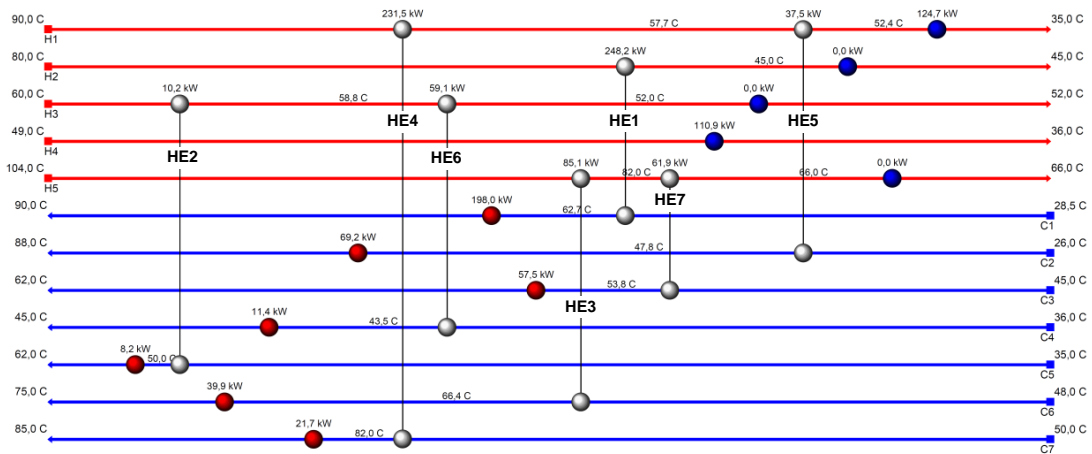 231,5 kW
37,5 kW
124,7 kW
90,0 C
57,7 C
52,4 C
35,0 C
H1
248,2 kW
0,0 kW
80,0 C
45,0 C
45,0 C
H2
10,2 kW
59,1 kW
0,0 kW
60,0 C
58,8 C
52,0 C
52,0 C
H3
HE4
HE1
HE5
110,9 kW
49,0 C
36,0 C
H4
HE2
HE6
85,1 kW
61,9 kW
0,0 kW
104,0 C
82,0 C
66,0 C
66,0 C
H5
HE7
198,0 kW
90,0 C
62,7 C
28,5 C
C1
69,2 kW
88,0 C
47,8 C
26,0 C
C2
57,5 kW
62,0 C
53,8 C
45,0 C
C3
HE3
11,4 kW
45,0 C
43,5 C
36,0 C
C4
8,2 kW
62,0 C
50,0 C
35,0 C
C5
39,9 kW
75,0 C
66,4 C
48,0 C
C6
21,7 kW
85,0 C
82,0 C
50,0 C
C7